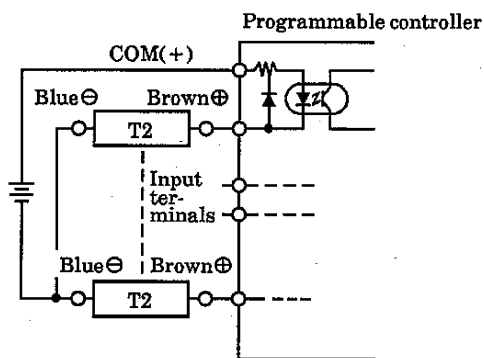 Programmable controller
COM(+)
Blue⊖ Brown⊕
T2
Input
ter-
minals
Blue⊖ Brown⊕
T2